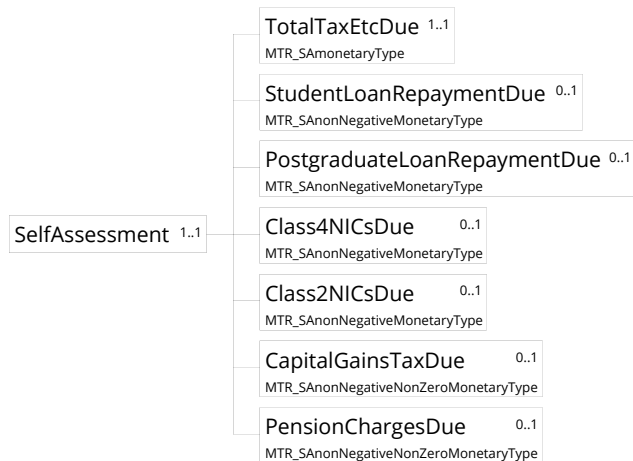 TotalTaxEtcDue 1..1
MTR_SAmonetaryType
StudentLoanRepaymentDue 0..1
MTR_SAnonNegativeMonetaryType
PostgraduateLoanRepaymentDue 0..1
MTR_SAnonNegativeMonetaryType
SelfAssessment 1..1
Class4NICsDue 0..1
MTR_SAnonNegativeMonetaryType
Class2NICsDue 0..1
MTR_SAnonNegativeMonetaryType
CapitalGainsTaxDue 0..1
MTR_SAnonNegativeNonZeroMonetaryType
PensionChargesDue 0..1
MTR_SAnonNegativeNonZeroMonetaryType